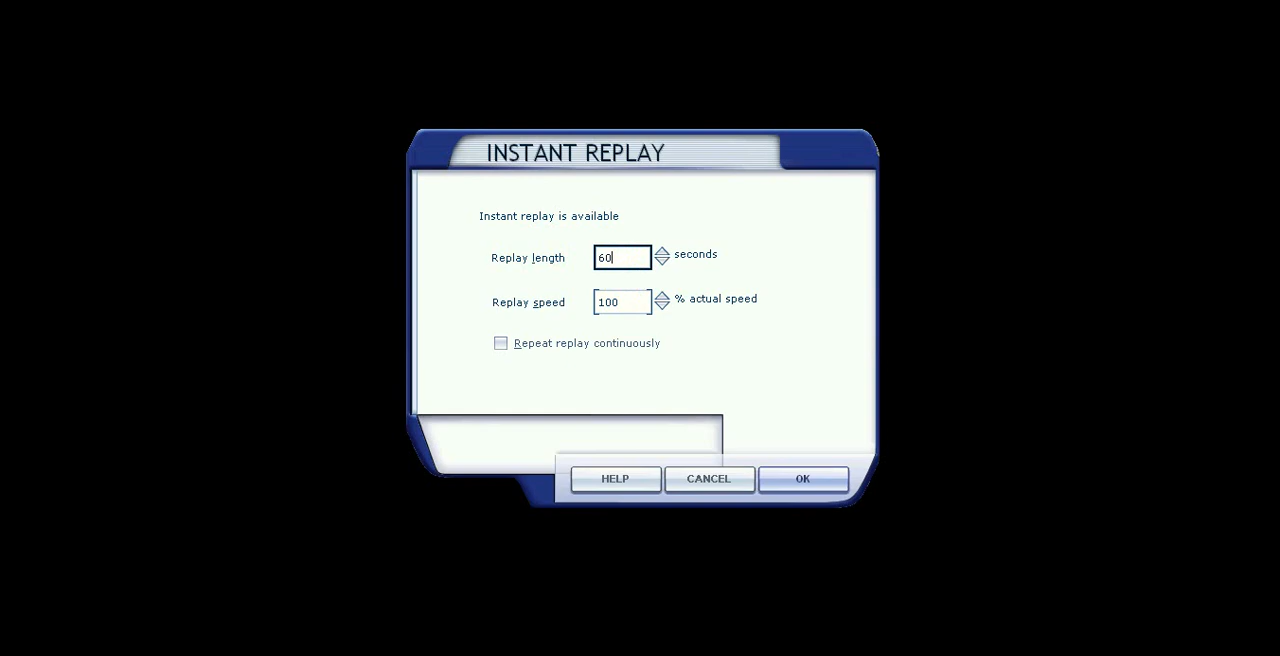 INSTANT REPLAY
Instant replay is available
Replay length 60 seconds
Replay speed 100 % actual speed
Repeat replay continuously
HELP CANCEL OK